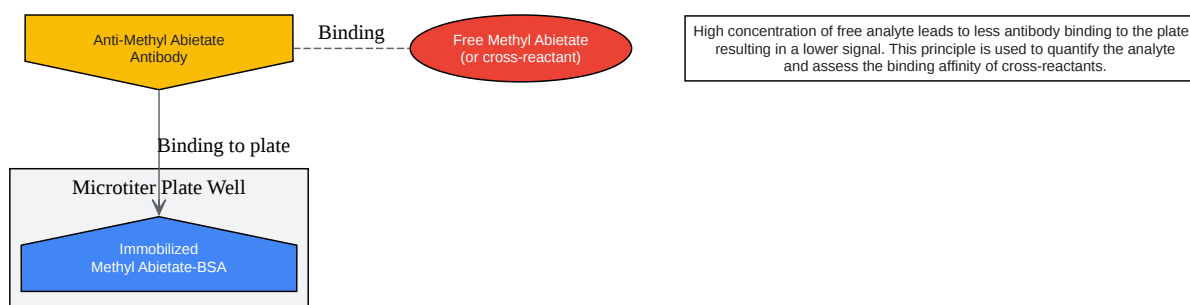 Anti-Methyl Abietate
Antibody
Binding
Free Methyl Abietate
(or cross-reactant)
High concentration of free analyte leads to less antibody binding to the plate
resulting in a lower signal. This principle is used to quantify the analyte
and assess the binding affinity of cross-reactants.
Binding to plate
Microtiter Plate Well
Immobilized
Methyl Abietate-BSA